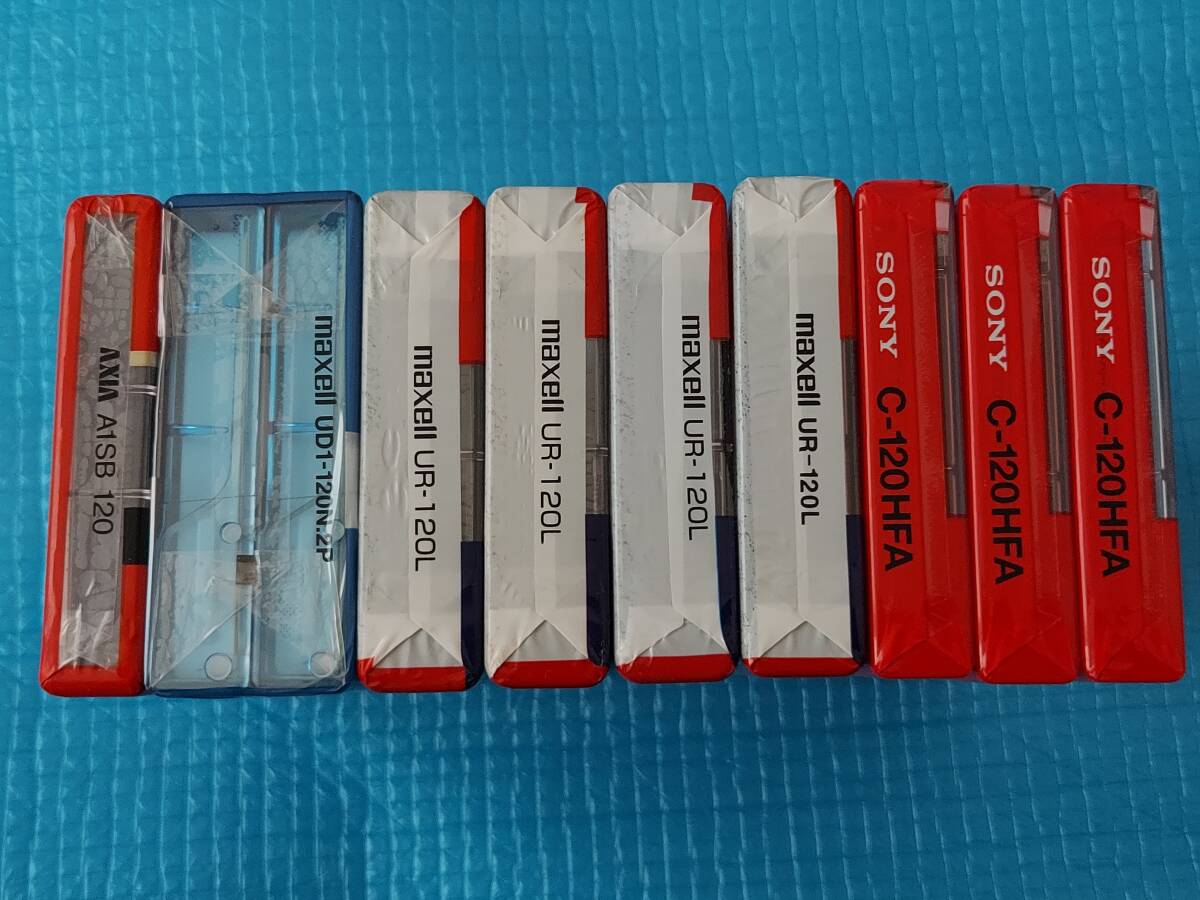 AXIA A1SB 120
maxell UD1-120N.2P
maxell UR-120L
maxell UR-120L
maxell UR-120L
maxell UR-120L
SONY C-120HFA
SONY C-120HFA
SONY C-120HFA